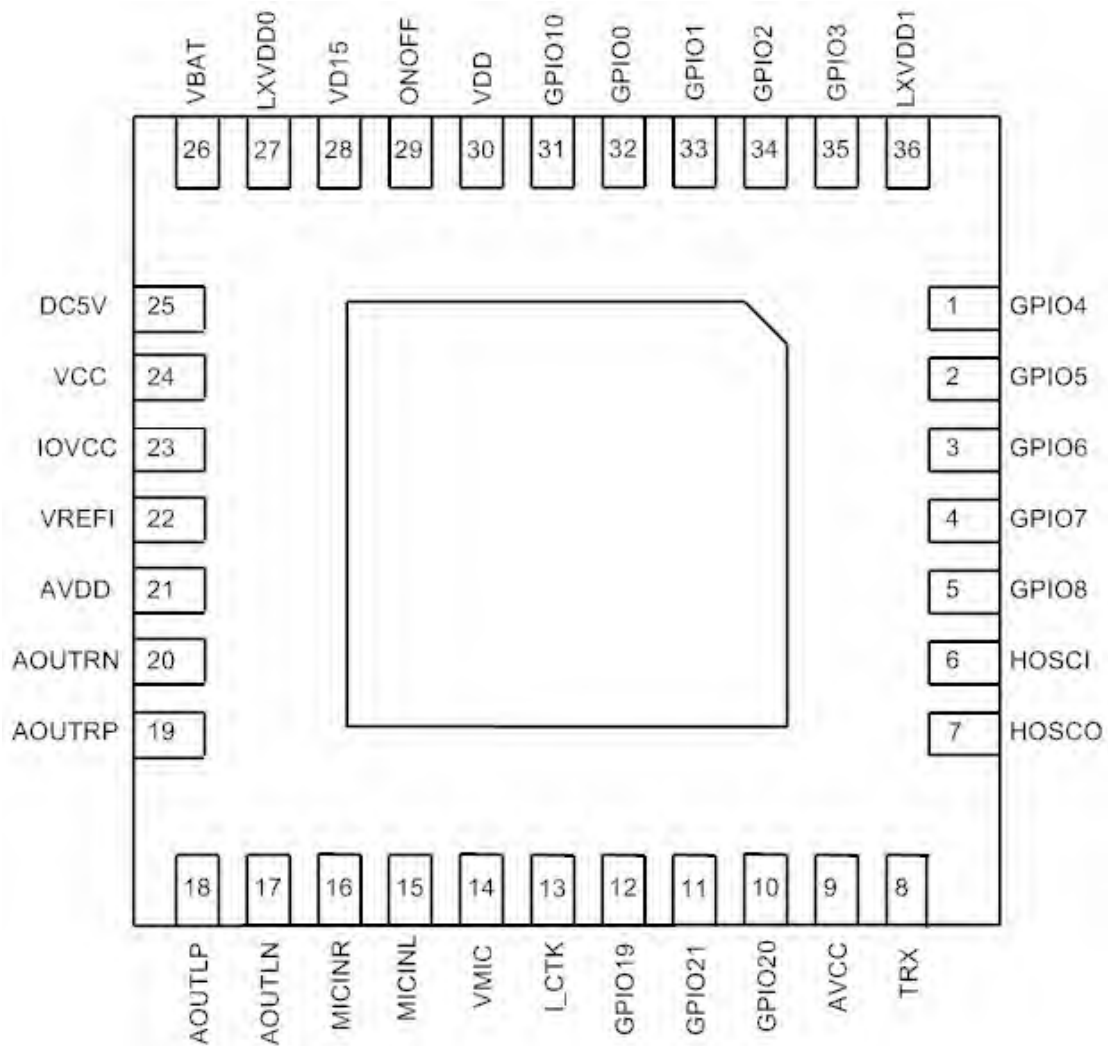 VBAT LXVDD0 VD15 ONOFF VDD GPIO10 GPIO0 GPIO1 GPIO2 GPIO3 LXVDD1
26 27 28 29 30 31 32 33 34 35 36
DC5V 25 1 GPIO4
VCC 24 2 GPIO5
IOVCC 23 3 GPIO6
VREFI 22 4 GPIO7
AVDD 21 5 GPIO8
AOUTRN 20 6 HOSCI
AOUTRP 19 7 HOSCO
18 17 16 15 14 13 12 11 10 9 8
AOUTLP AOUTLN MICINR MICINL VMIC I_CTK GPIO19 GPIO21 GPIO20 AVCC TRX